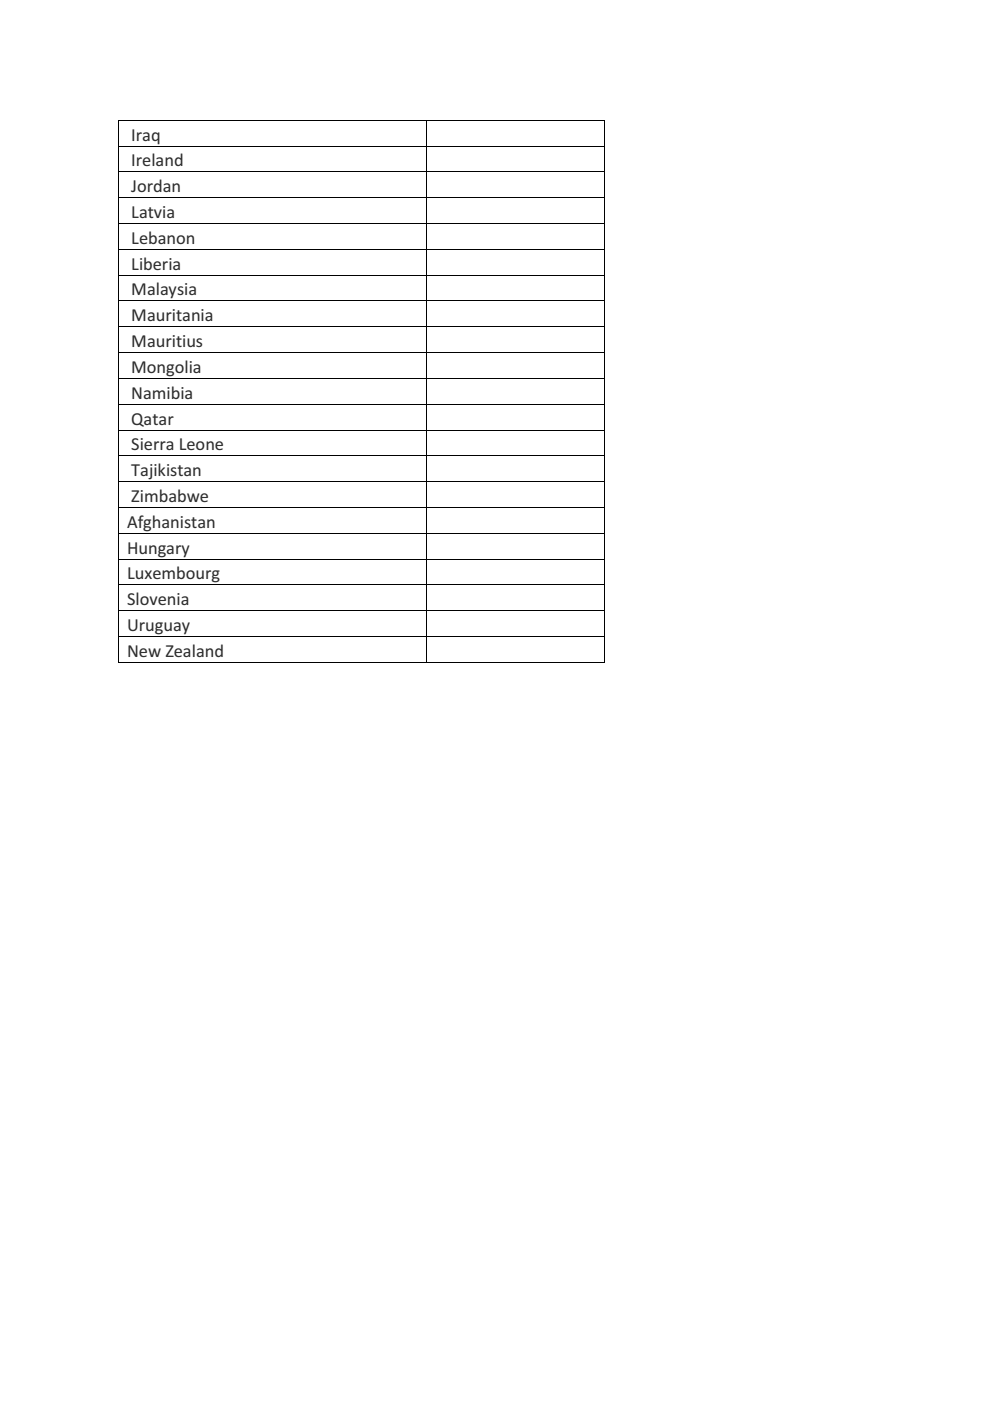 Iraq
Ireland
Jordan
Latvia
Lebanon
Liberia
Malaysia
Mauritania
Mauritius
Mongolia
Namibia
Qatar
Sierra Leone
Tajikistan
Zimbabwe
Afghanistan
Hungary
Luxembourg
Slovenia
Uruguay
New Zealand